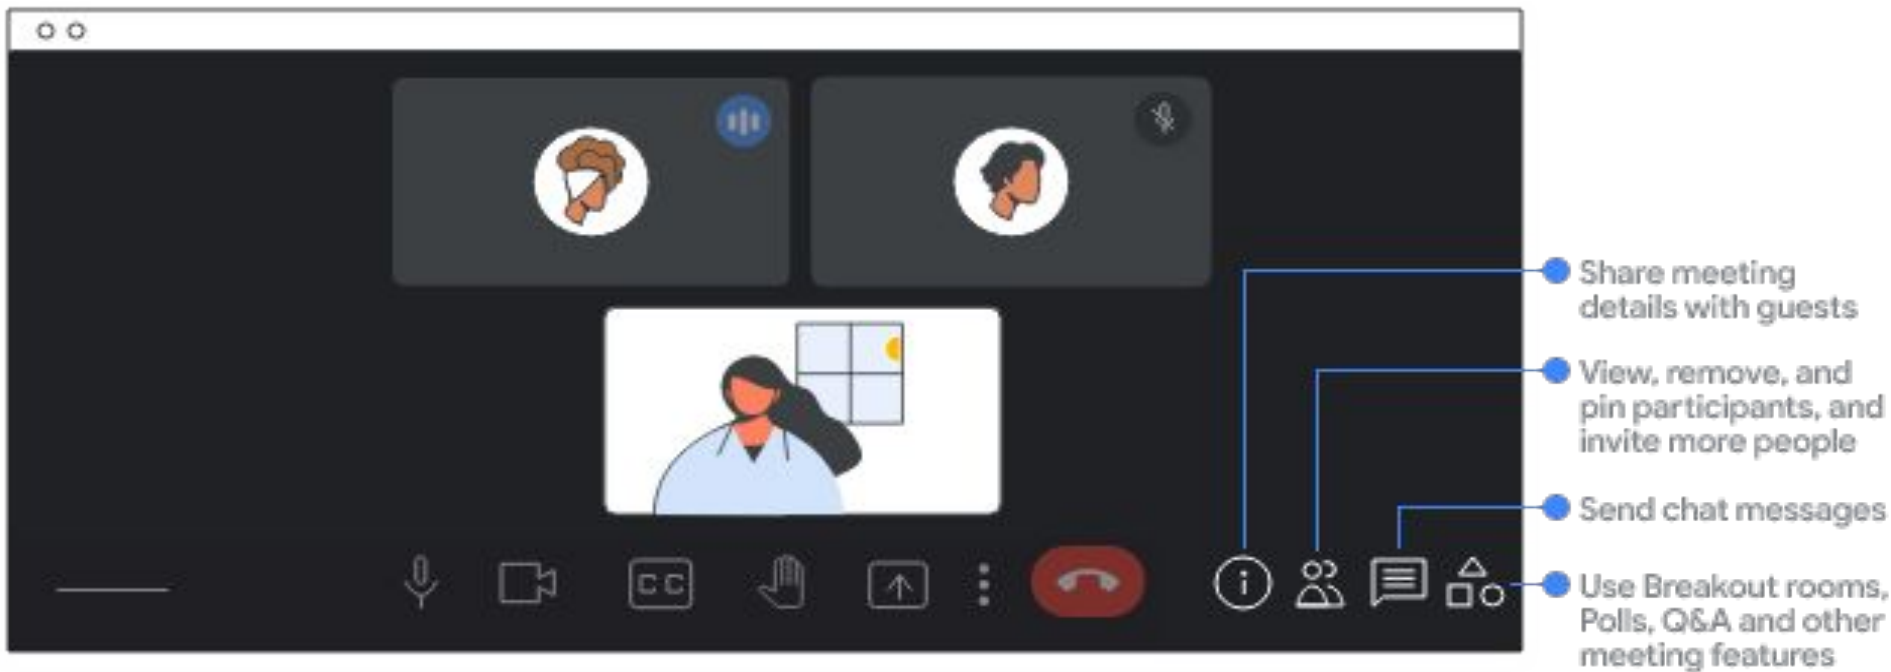 Share meeting
details with guests
View, remove, and
pin participants, and
invite more people
Send chat messages
CC
Use Breakout rooms,
Polls, Q&A and other
meeting features